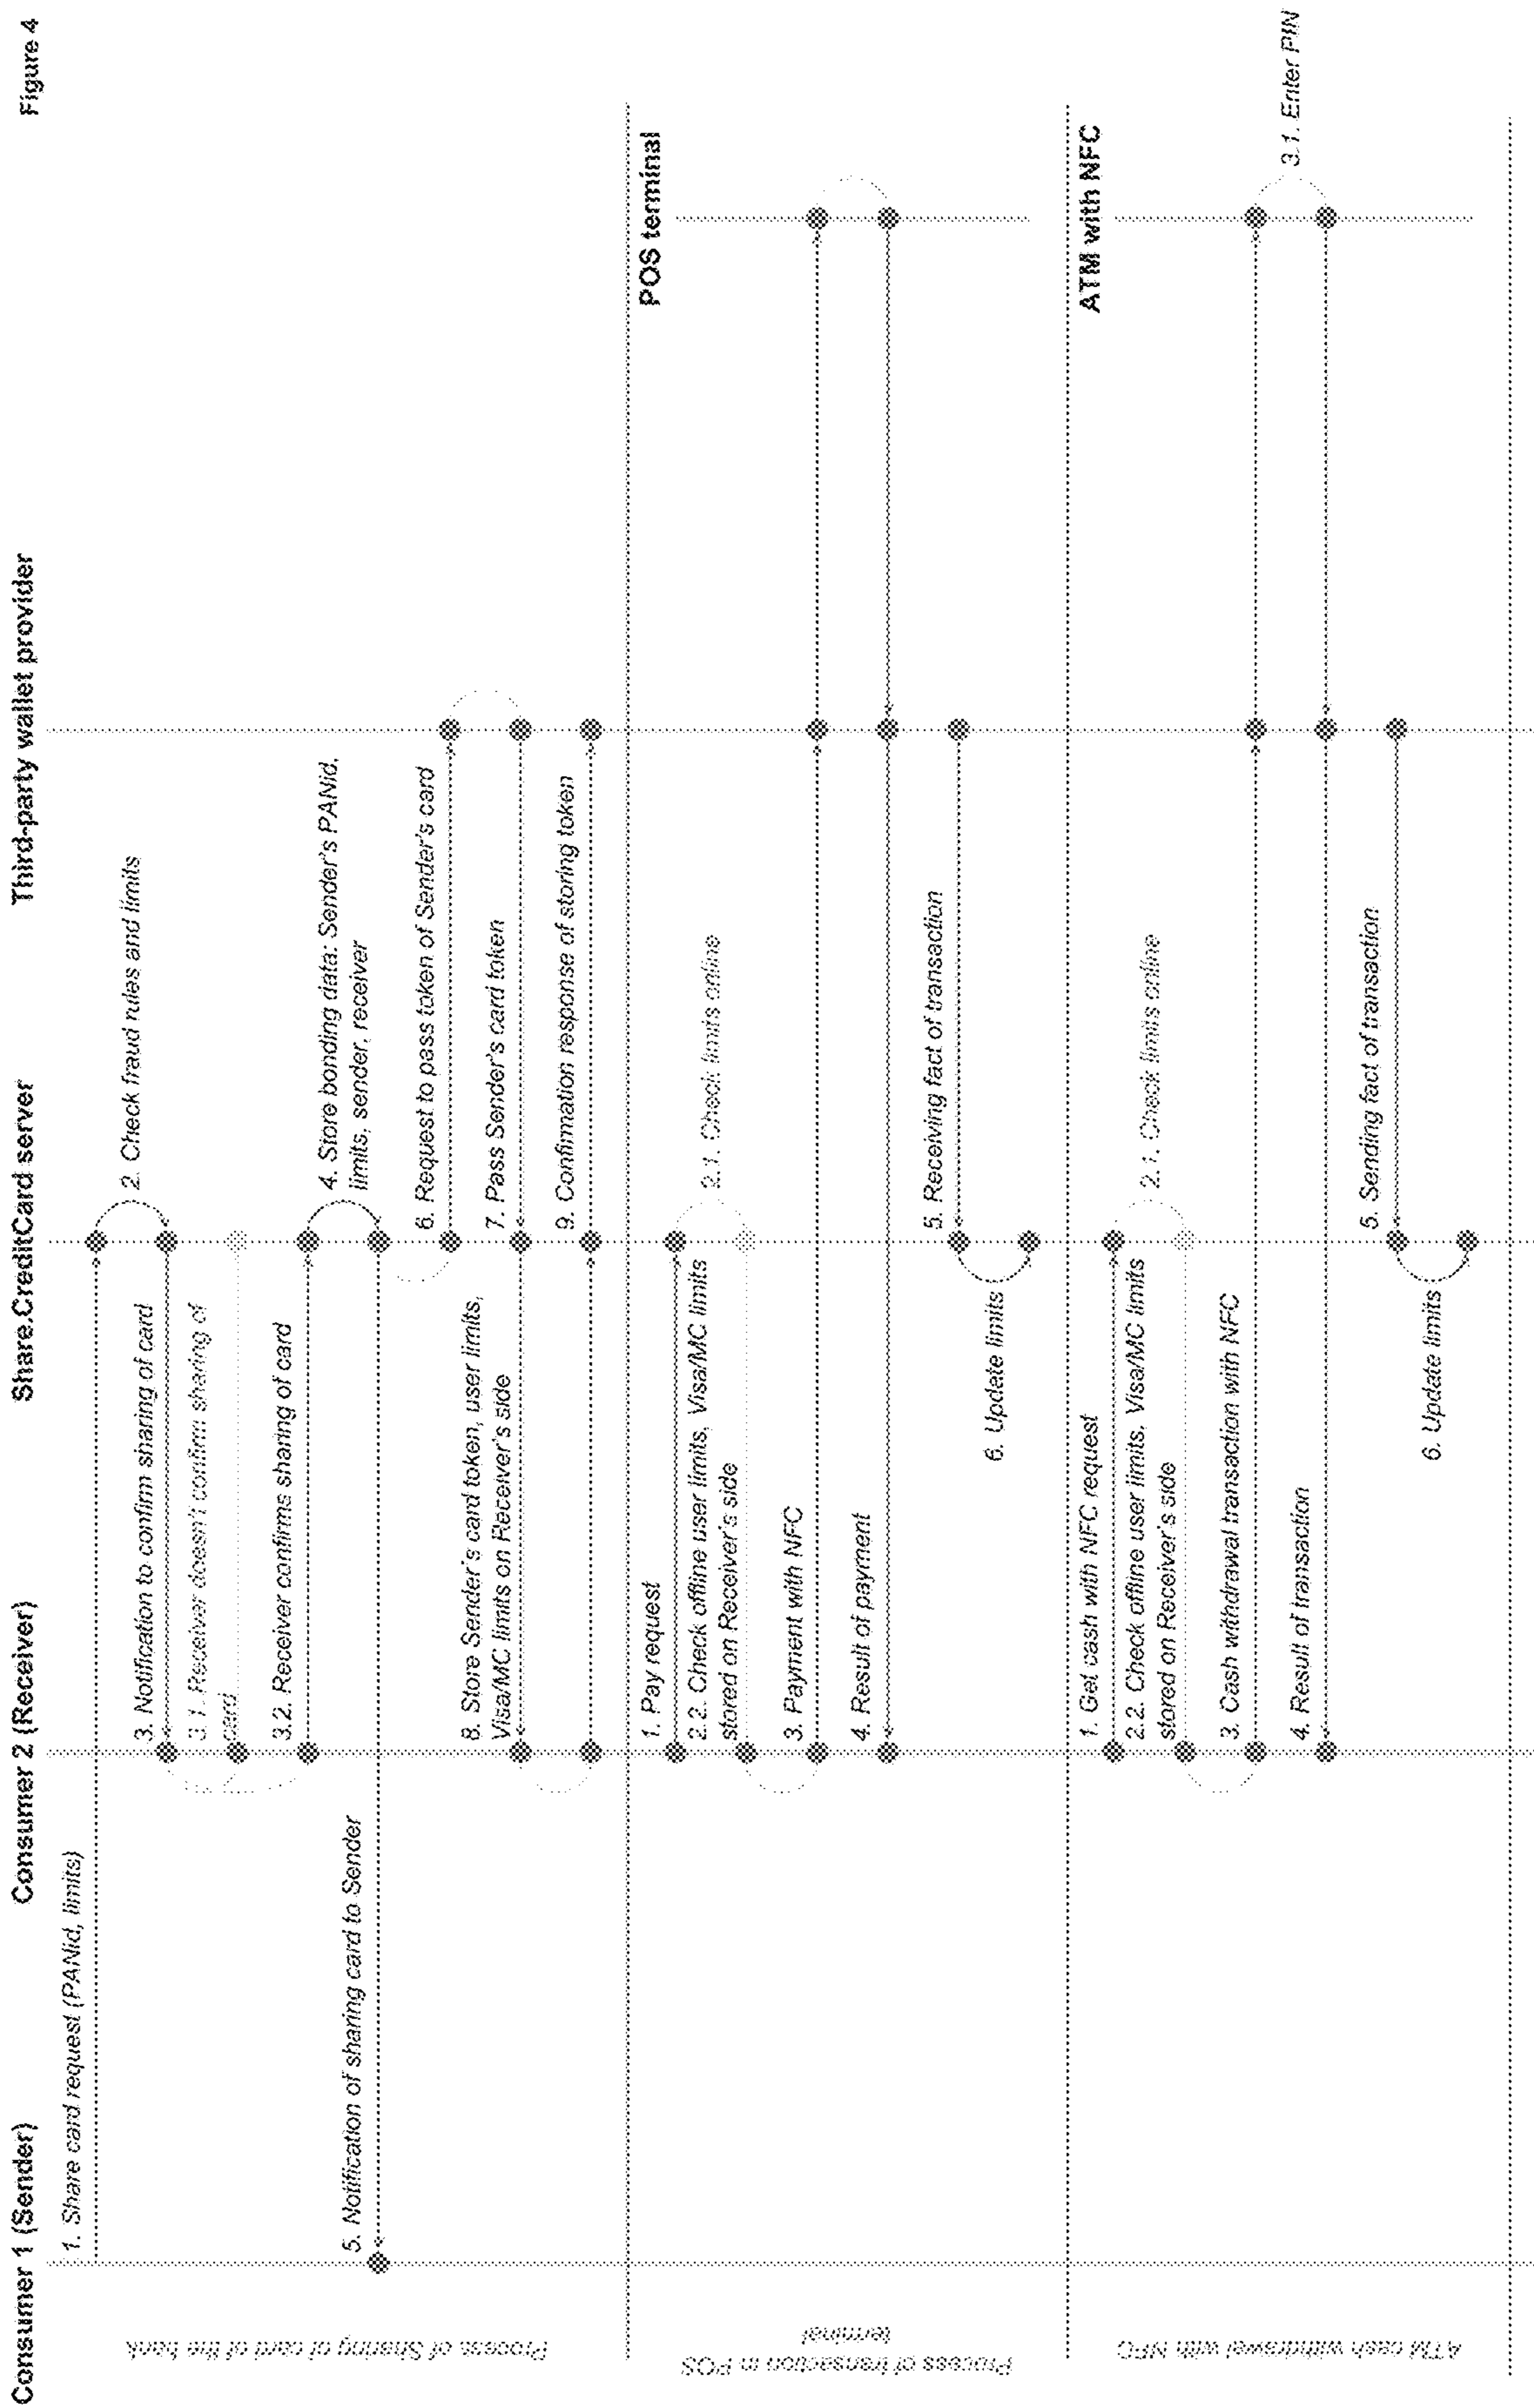 Figure 4
Consumer 1 (Sender)
Consumer 2 (Receiver)
Share.CreditCard server
Third-party wallet provider
Process of Sharing of card of the bank
1. Share card request (PANid, limits)
2. Check fraud rules and limits
3. Notification to confirm sharing of card
3.1. Receiver doesn't confirm sharing of
card
3.2. Receiver confirms sharing of card
4. Store bonding data: Sender's PANid,
limits, sender, receiver
5. Notification of sharing card to Sender
6. Request to pass token of Sender's card
7. Pass Sender's card token
8. Store Sender's card token, user limits,
Visa/MC limits on Receiver's side
9. Confirmation response of storing token
Process of transaction in POS
terminal
POS terminal
1. Pay request
2.1. Check limits online
2.2. Check offline user limits, Visa/MC limits
stored on Receiver's side
3. Payment with NFC
4. Result of payment
5. Receiving fact of transaction
6. Update limits
ATM cash withdrawal with NFC
ATM with NFC
1. Get cash with NFC request
2.1. Check limits online
2.2. Check offline user limits, Visa/MC limits
stored on Receiver's side
3. Cash withdrawal transaction with NFC
3.1. Enter PIN
4. Result of transaction
5. Sending fact of transaction
6. Update limits